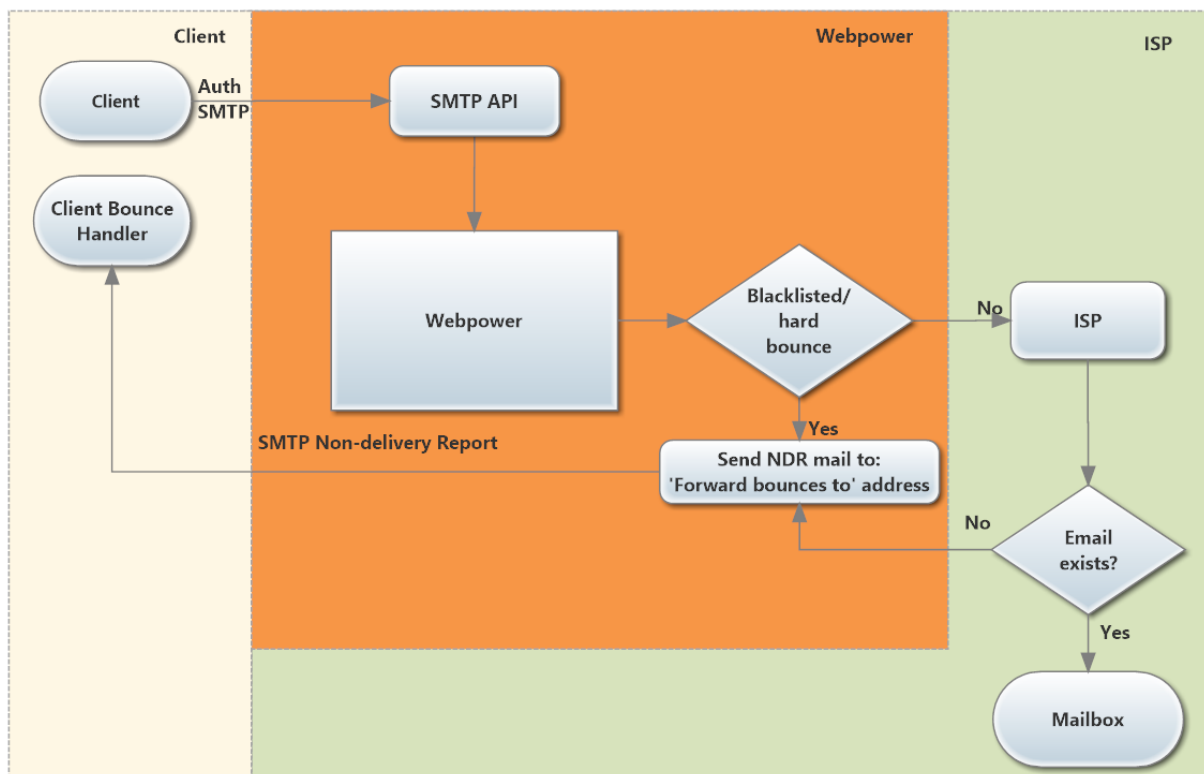 Client
Webpower
ISP
Client
Auth
SMTP
SMTP API
Client Bounce
Handler
Webpower
Blacklisted/
hard
bounce
No
ISP
Yes
SMTP Non-delivery Report
Send NDR mail to:
'Forward bounces to' address
No
Email
exists?
Yes
Mailbox